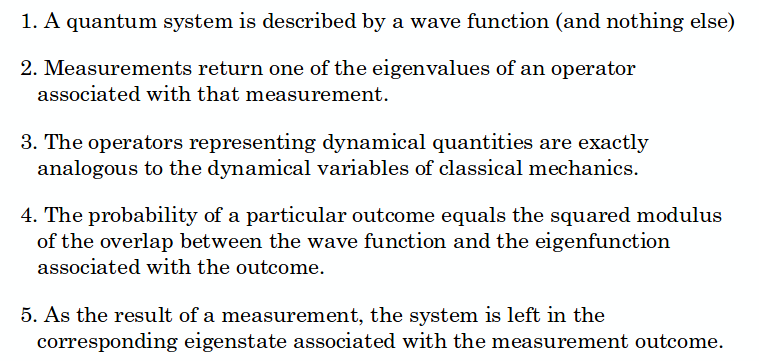 1. A quantum system is described by a wave function (and nothing else)
2. Measurements return one of the eigenvalues of an operator
associated with that measurement.
3. The operators representing dynamical quantities are exactly
analogous to the dynamical variables of classical mechanics.
4. The probability of a particular outcome equals the squared modulus
of the overlap between the wave function and the eigenfunction
associated with the outcome.
5. As the result of a measurement, the system is left in the
corresponding eigenstate associated with the measurement outcome.